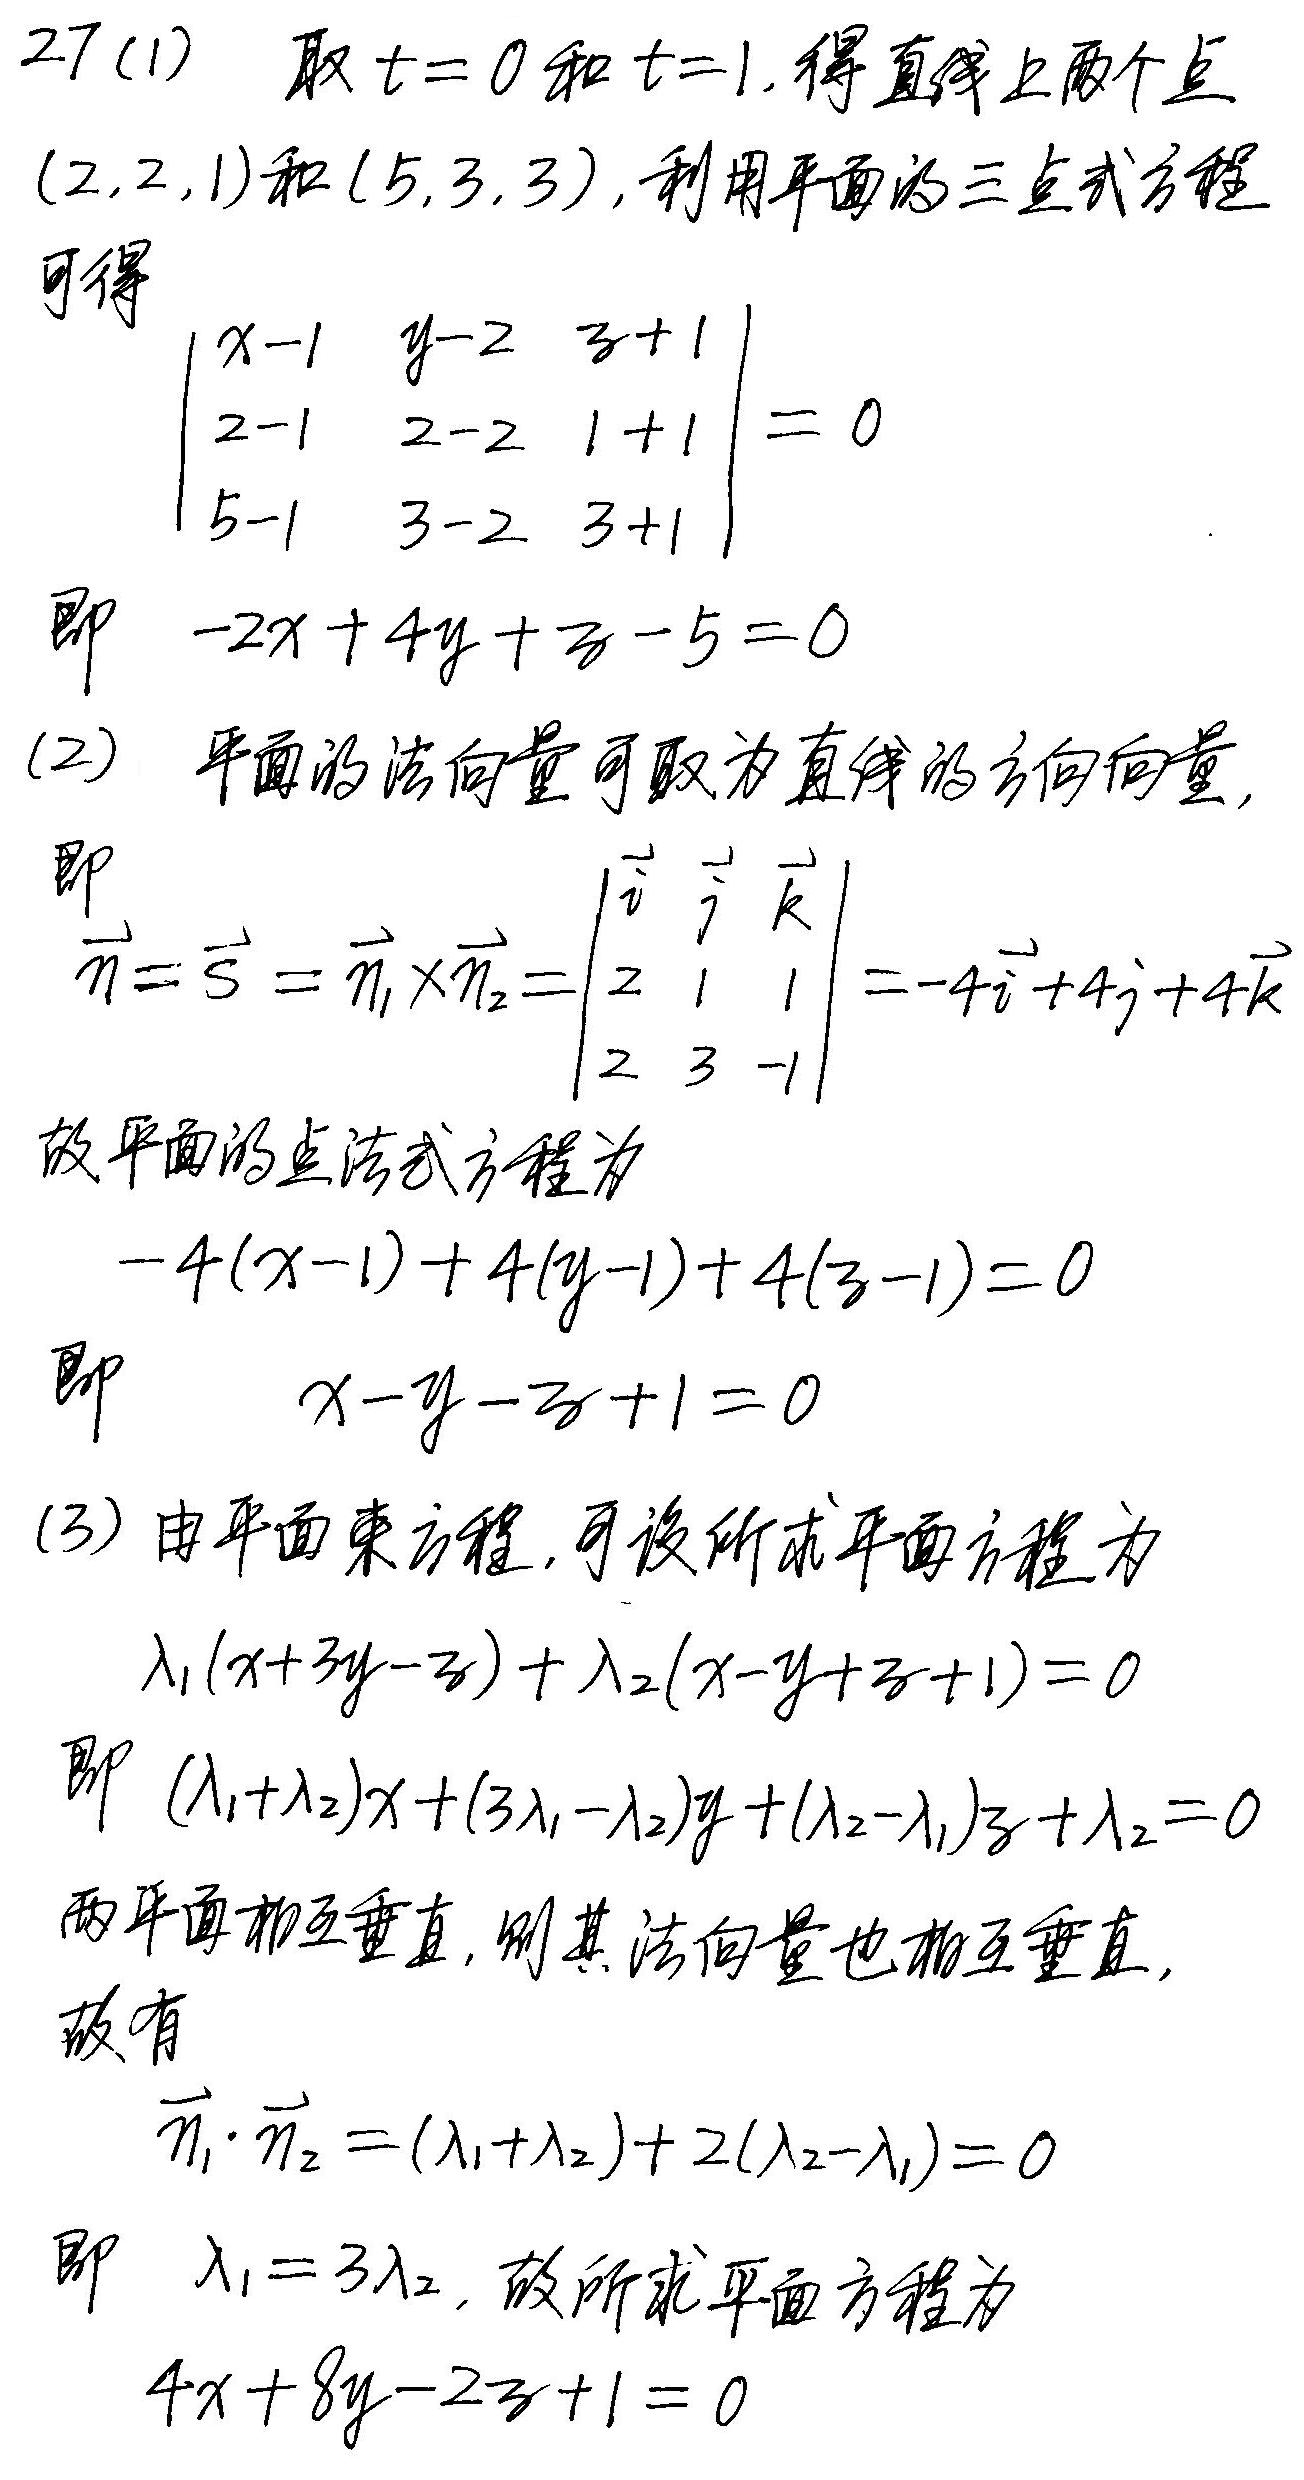 27(1) 取 t=0 和 t=1, 得直线上两个点
(2,2,1)和(5,3,3), 利用平面的三点式方程
可得
| x-1 y-2 z+1 |
| 2-1 2-2 1+1 | = 0
| 5-1 3-2 3+1 |
即 -2x+4y+z-5=0
(2) 平面的法向量可取为直线的方向向量,
即
n⃗ = s⃗ = n⃗₁×n⃗₂ = | i⃗ j⃗ k⃗ ; 2 1 1 ; 2 3 -1 | = -4i⃗+4j+4k⃗
故平面的点法式方程为
-4(x-1)+4(y-1)+4(z-1)=0
即 x-y-z+1=0
(3) 由平面束方程, 可设所求平面方程为
λ₁(x+3y-z)+λ₂(x-y+z+1)=0
即 (λ₁+λ₂)x+(3λ₁-λ₂)y+(λ₂-λ₁)z+λ₂=0
两平面相互垂直, 则其法向量也相互垂直,
故有
n⃗₁·n⃗₂=(λ₁+λ₂)+2(λ₂-λ₁)=0
即 λ₁=3λ₂, 故所求平面方程为
4x+8y-2z+1=0